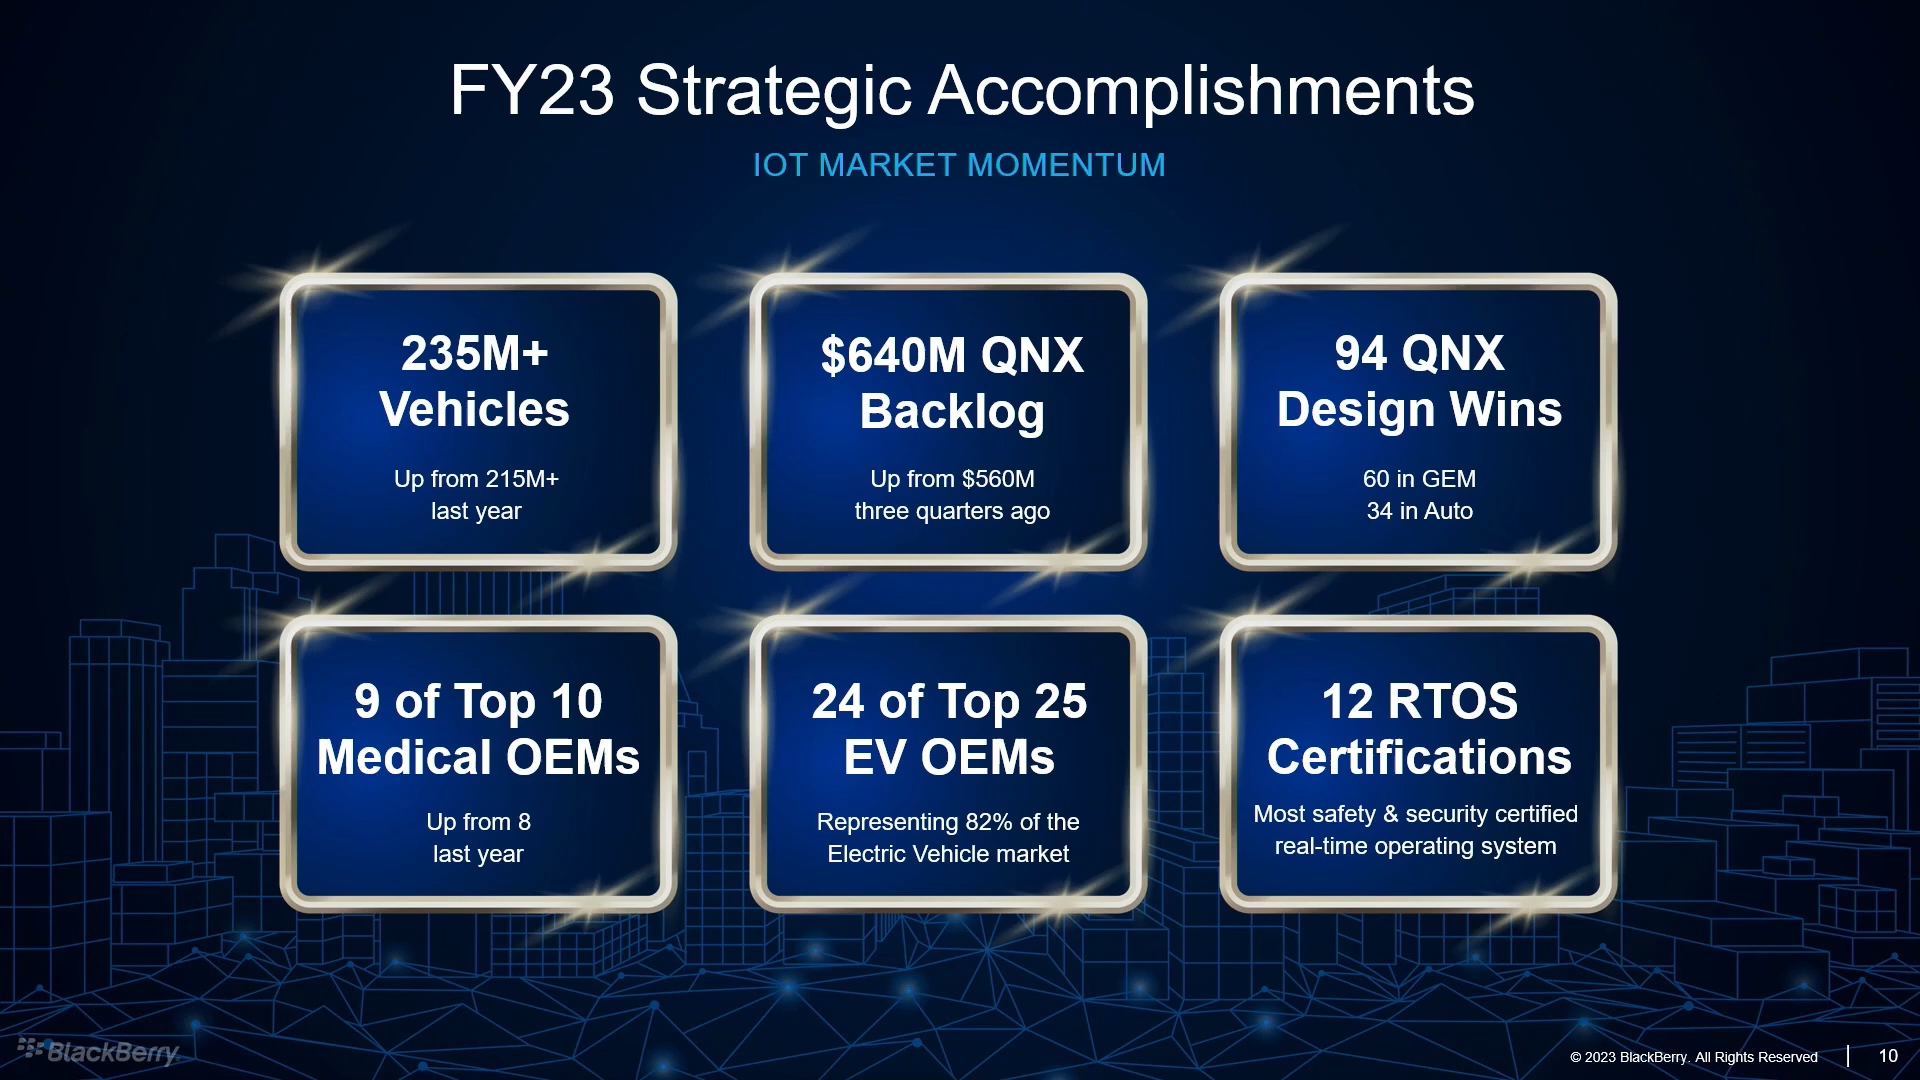 FY23 Strategic Accomplishments
IOT MARKET MOMENTUM
235M+
Vehicles
Up from 215M+
last year
$640M QNX
Backlog
Up from $560M
three quarters ago
94 QNX
Design Wins
60 in GEM
34 in Auto
9 of Top 10
Medical OEMs
Up from 8
last year
24 of Top 25
EV OEMs
Representing 82% of the
Electric Vehicle market
12 RTOS
Certifications
Most safety & security certified
real-time operating system
BlackBerry
© 2023 BlackBerry. All Rights Reserved
10